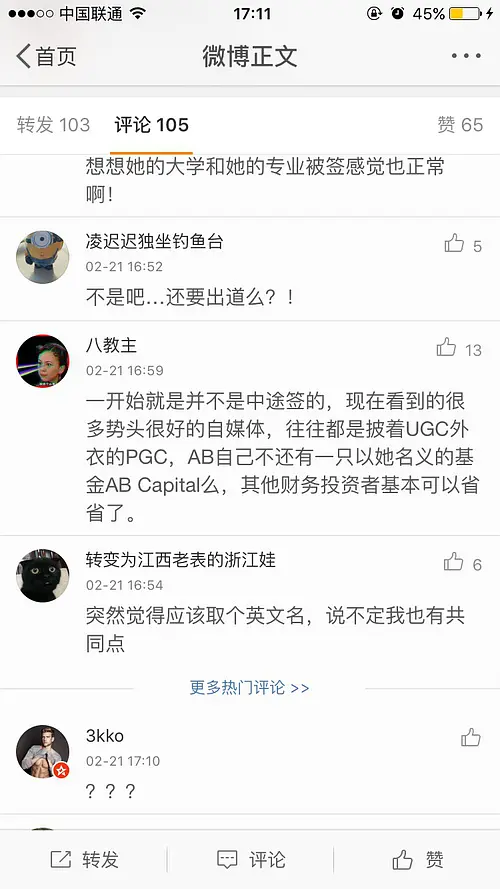 中国联通 17:11 45%
首页 微博正文
转发 103 评论 105 赞 65
想想她的大学和她的专业被签感觉也正常
啊！
凌迟迟独坐钓鱼台 5
02-21 16:52
不是吧...还要出道么？！
八教主 13
02-21 16:59
一开始就是并不是中途签的，现在看到的很
多势头很好的自媒体，往往都是披着UGC外
衣的PGC，AB自己不还有一只以她名义的基
金AB Capital么，其他财务投资者基本可以省
省了。
转变为江西老表的浙江娃 6
02-21 16:54
突然觉得应该取个英文名，说不定我也有共
同点
更多热门评论 >>
3kko
02-21 17:10
？？？
转发 评论 赞